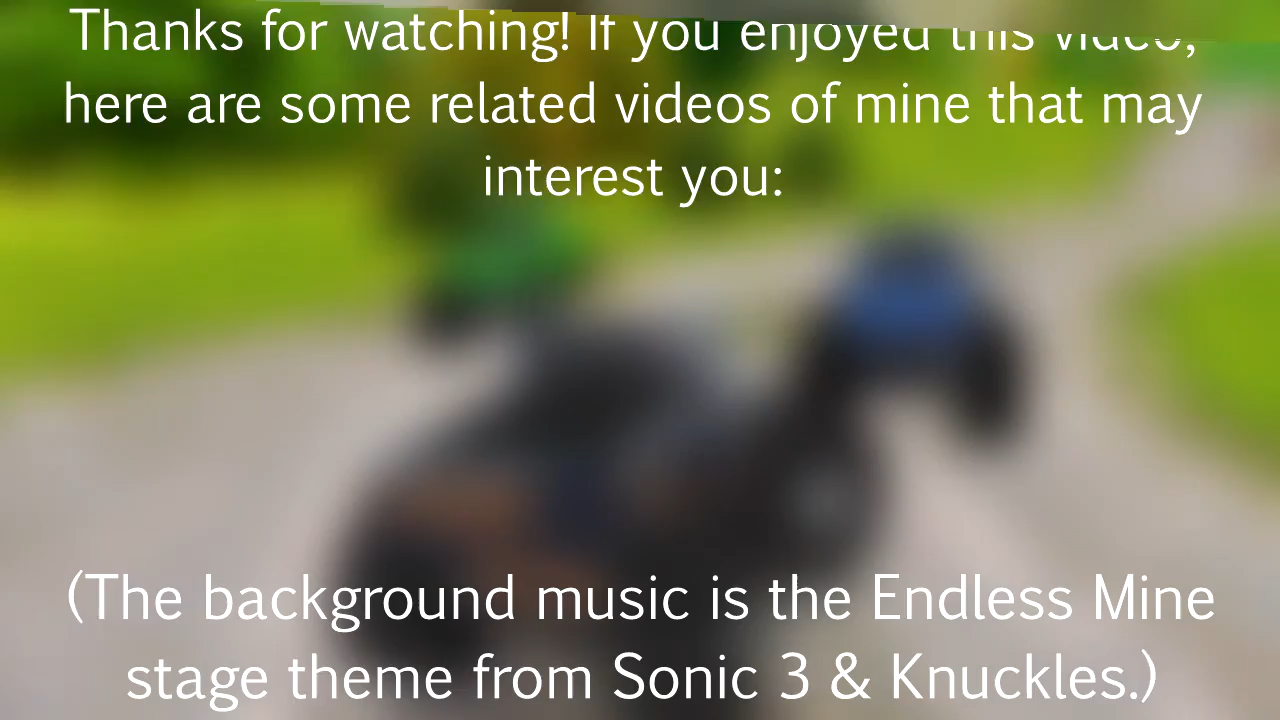 Thanks for watching! If you enjoyed this video,
here are some related videos of mine that may
interest you:
(The background music is the Endless Mine
stage theme from Sonic 3 & Knuckles.)